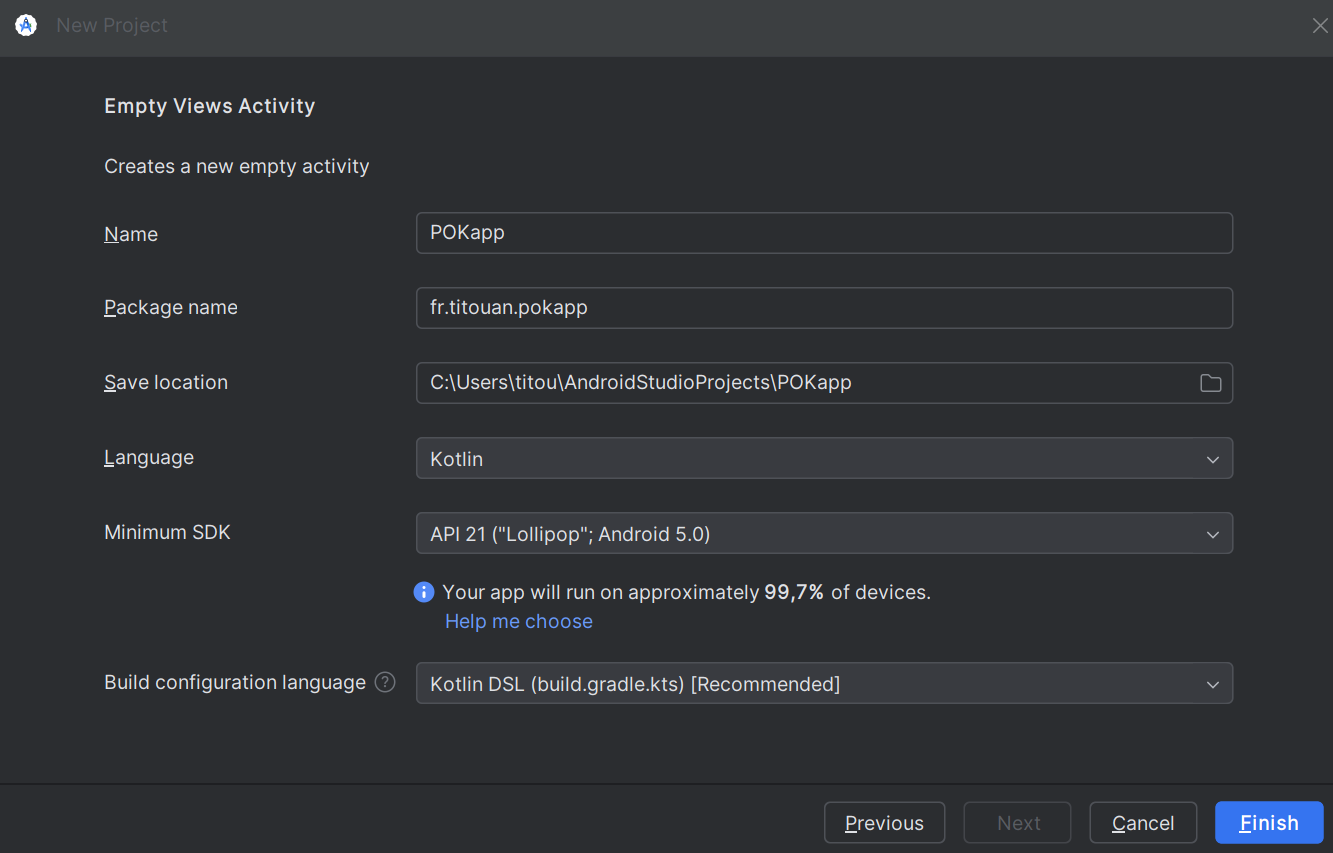 New Project
Empty Views Activity
Creates a new empty activity
Name POKapp
Package name fr.titouan.pokapp
Save location C:\Users\titou\AndroidStudioProjects\POKapp
Language Kotlin
Minimum SDK API 21 ("Lollipop"; Android 5.0)
Your app will run on approximately 99,7% of devices.
Help me choose
Build configuration language ? Kotlin DSL (build.gradle.kts) [Recommended]
Previous Next Cancel Finish